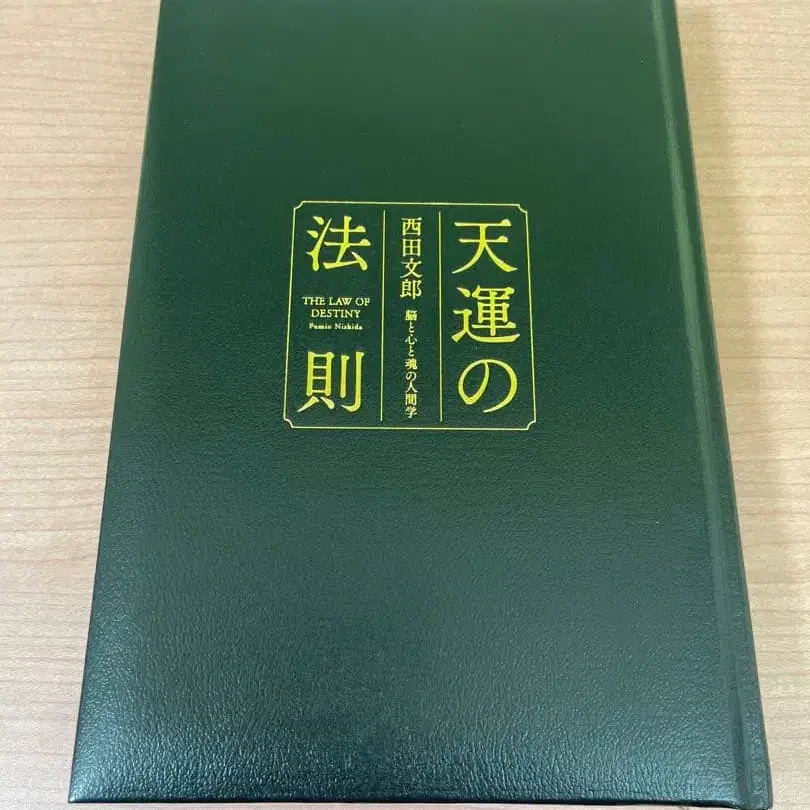 天運の
西田文郎
脳と心と魂の人間学
法則
THE LAW OF
DESTINY
Fumio Nishida